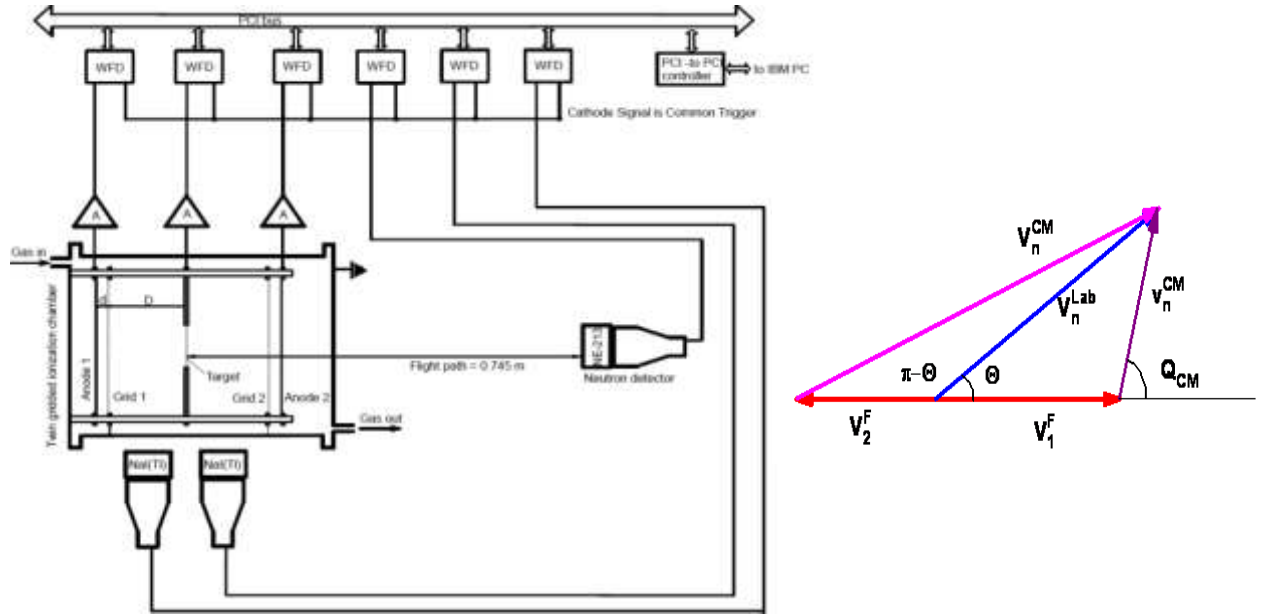 PCI bus
WFD
WFD
WFD
WFD
WFD
WFD
PCI -to PCI
controller
to IBM PC
Cathode Signal is Common Trigger
A
A
A
Gas in
Twin gridded ionization chamber
d
D
Anode 1
Grid 1
Target
Grid 2
Anode 2
Flight path = 0.745 m
NE-213
Neutron detector
Gas out
NaI(Tl)
NaI(Tl)
V_n^CM
V_n^Lab
v_n^CM
π-Θ
Θ
Q_CM
V_2^F
V_1^F